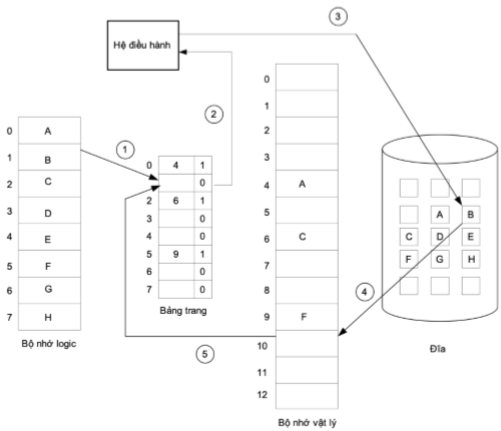 Hệ điều hành
3
2
1
0 A
1 B
2 C
3 D
4 E
5 F
6 G
7 H
Bộ nhớ logic
0 4 1
0
2 6 1
3 0
4 0
5 9 1
6 0
7 0
Bảng trang
5
0
1
2
3
4 A
5
6 C
7
8
9 F
10
11
12
Bộ nhớ vật lý
4
A B
C D E
F G H
Đĩa